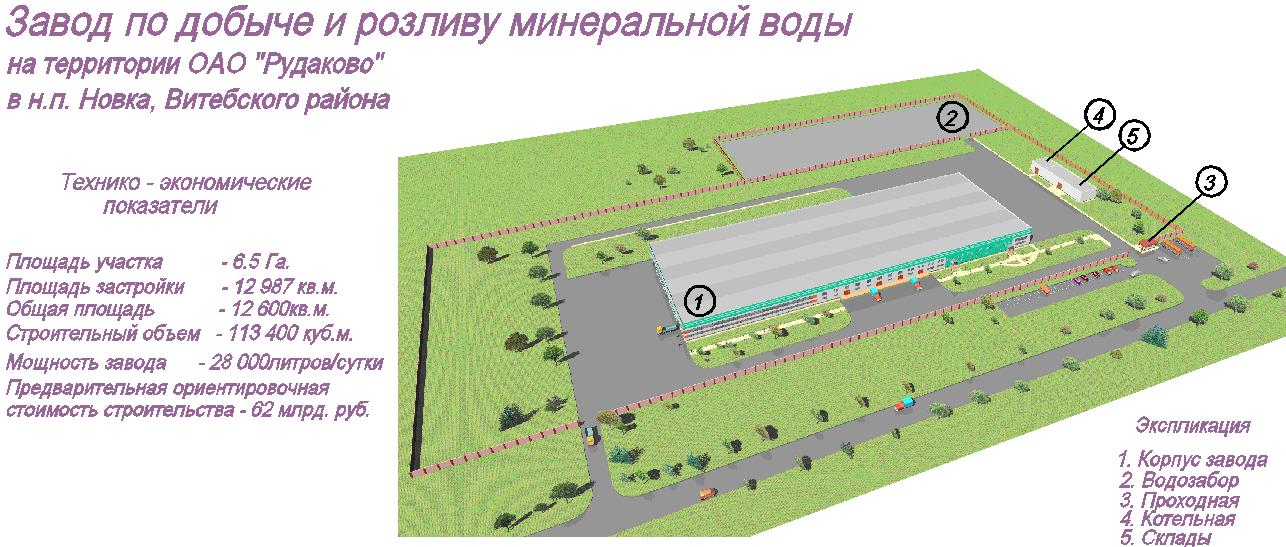 Завод по добыче и розливу минеральной воды
на территории ОАО "Рудаково"
в н.п. Новка, Витебского района
Технико - экономические
показатели
Площадь участка - 6.5 Га.
Площадь застройки - 12 987 кв.м.
Общая площадь - 12 600кв.м.
Строительный объем - 113 400 куб.м.
Мощность завода - 28 000литров/сутки
Предварительная ориентировочная
стоимость строительства - 62 млрд. руб.
2
4
5
3
1
Экспликация
1. Корпус завода
2. Водозабор
3. Проходная
4. Котельная
5. Склады